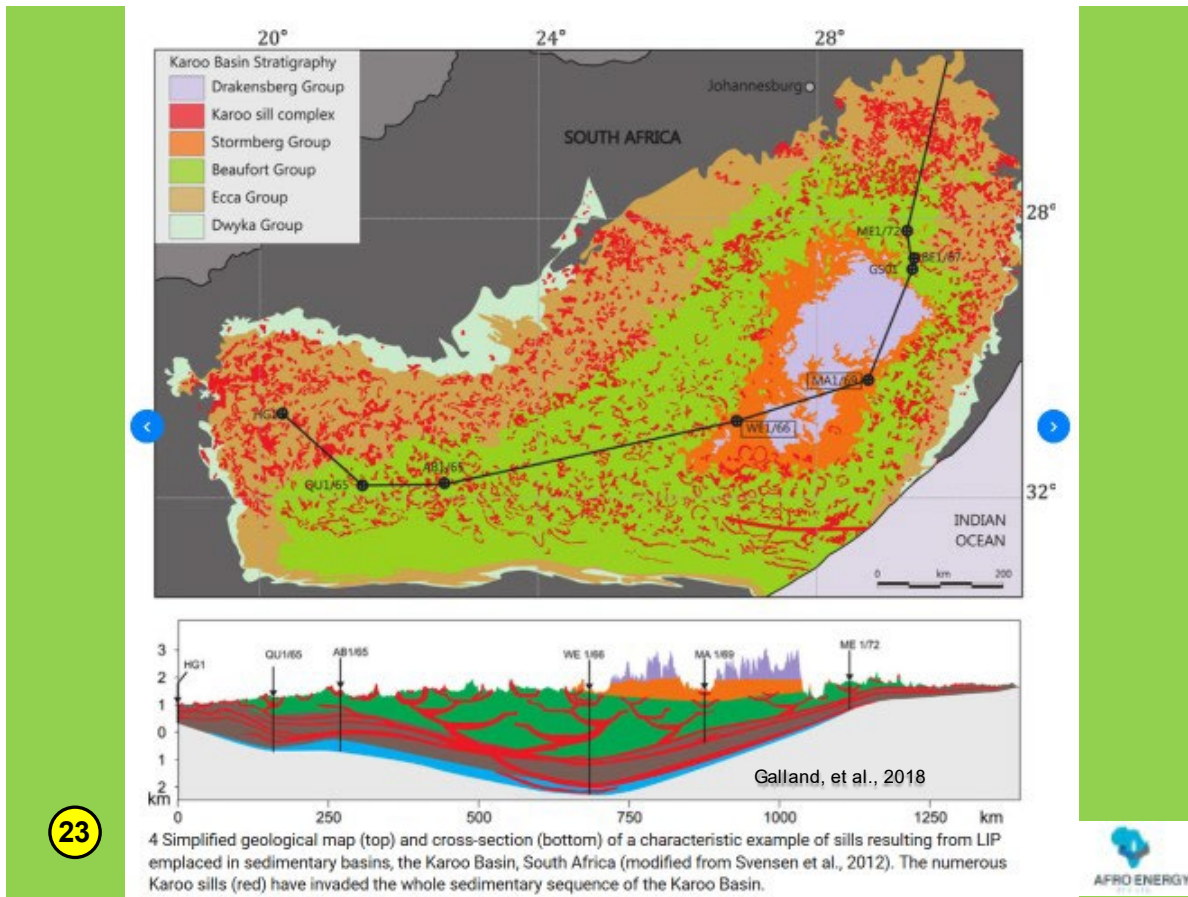 20°
24°
28°
Karoo Basin Stratigraphy
Drakensberg Group
Karoo sill complex
Stormberg Group
Beaufort Group
Ecca Group
Dwyka Group
Johannesburg
SOUTH AFRICA
28°
ME1/72
BE1/67
GS01
MA1/69
HG1
WE1/66
AB1/65
QU1/65
32°
INDIAN
OCEAN
0 km 200
3
2
1
0
1
2
km
HG1
QU1/65
AB1/65
WE 1/66
MA 1/69
ME 1/72
Galland, et al., 2018
0 250 500 750 1000 1250 km
23
4 Simplified geological map (top) and cross-section (bottom) of a characteristic example of sills resulting from LIP
emplaced in sedimentary basins, the Karoo Basin, South Africa (modified from Svensen et al., 2012). The numerous
Karoo sills (red) have invaded the whole sedimentary sequence of the Karoo Basin.
AFRO ENERGY